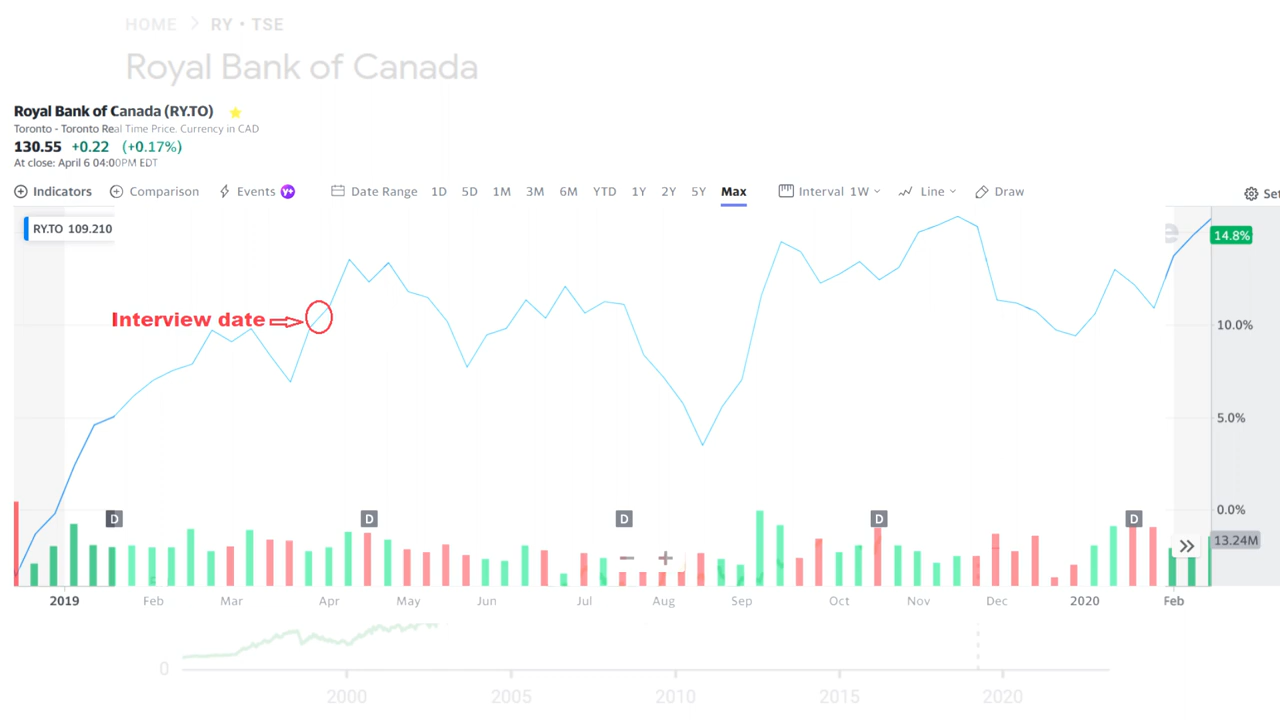 HOME > RY • TSE
Royal Bank of Canada
Royal Bank of Canada (RY.TO)
Toronto - Toronto Real Time Price. Currency in CAD
130.55 +0.22 (+0.17%)
At close: April 6 04:00PM EDT
Indicators Comparison Events Y+ Date Range 1D 5D 1M 3M 6M YTD 1Y 2Y 5Y Max Interval 1W Line Draw Set
RY.TO 109.210
e
14.8%
Interview date
10.0%
5.0%
0.0%
D D D D D
13.24M
2019 Feb Mar Apr May Jun Jul Aug Sep Oct Nov Dec 2020 Feb
0
2000 2005 2010 2015 2020